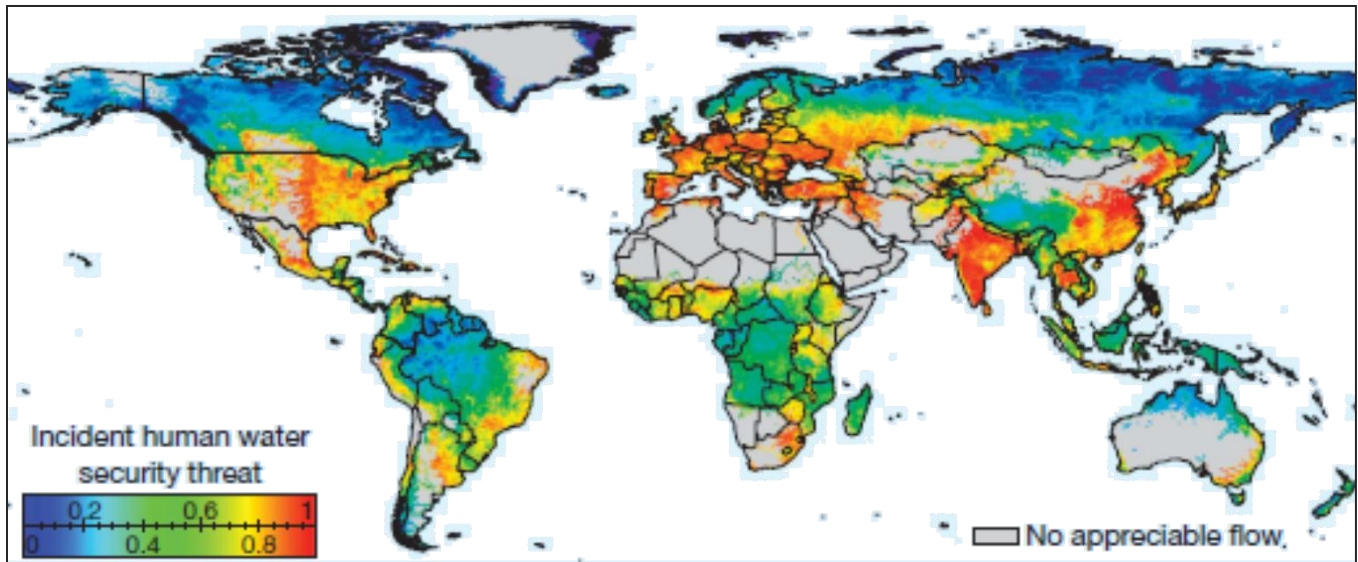 Incident human water
security threat
0,2 0,6 1
0 0.4 0.8
No appreciable flow